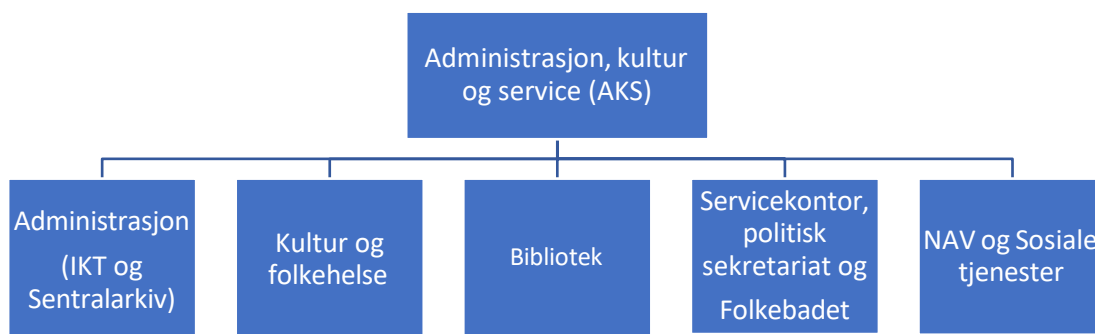 Administrasjon, kultur
og service (AKS)
Administrasjon
(IKT og
Sentralarkiv)
Kultur og
folkehelse
Bibliotek
Servicekontor,
politisk
sekretariat og
Folkebadet
NAV og Sosiale
tjenester